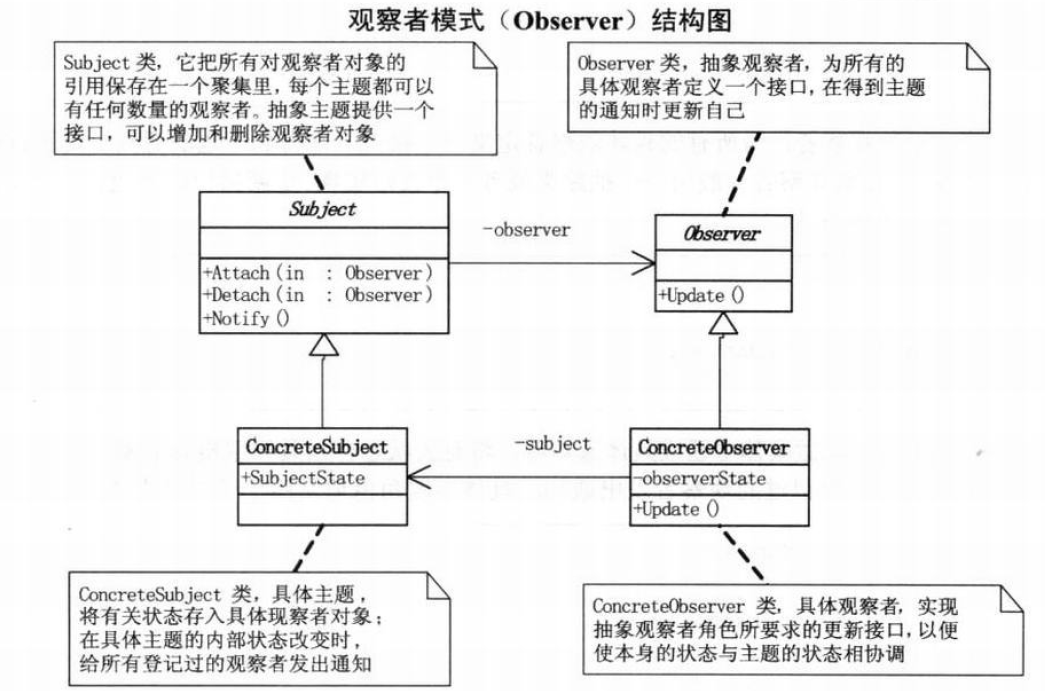 观察者模式（Observer）结构图
Subject 类，它把所有对观察者对象的
引用保存在一个聚集里，每个主题都可以
有任何数量的观察者。抽象主题提供一个
接口，可以增加和删除观察者对象
Observer 类，抽象观察者，为所有的
具体观察者定义一个接口，在得到主题
的通知时更新自己
Subject
+Attach(in : Observer)
+Detach(in : Observer)
+Notify()
-observer
Observer
+Update()
ConcreteSubject
+SubjectState
-subject
ConcreteObserver
-observerState
+Update()
ConcreteSubject 类，具体主题，
将有关状态存入具体现察者对象；
在具体主题的内部状态改变时，
给所有登记过的观察者发出通知
ConcreteObserver 类，具体观察者，实现
抽象观察者角色所要求的更新接口，以便
使本身的状态与主题的状态相协调